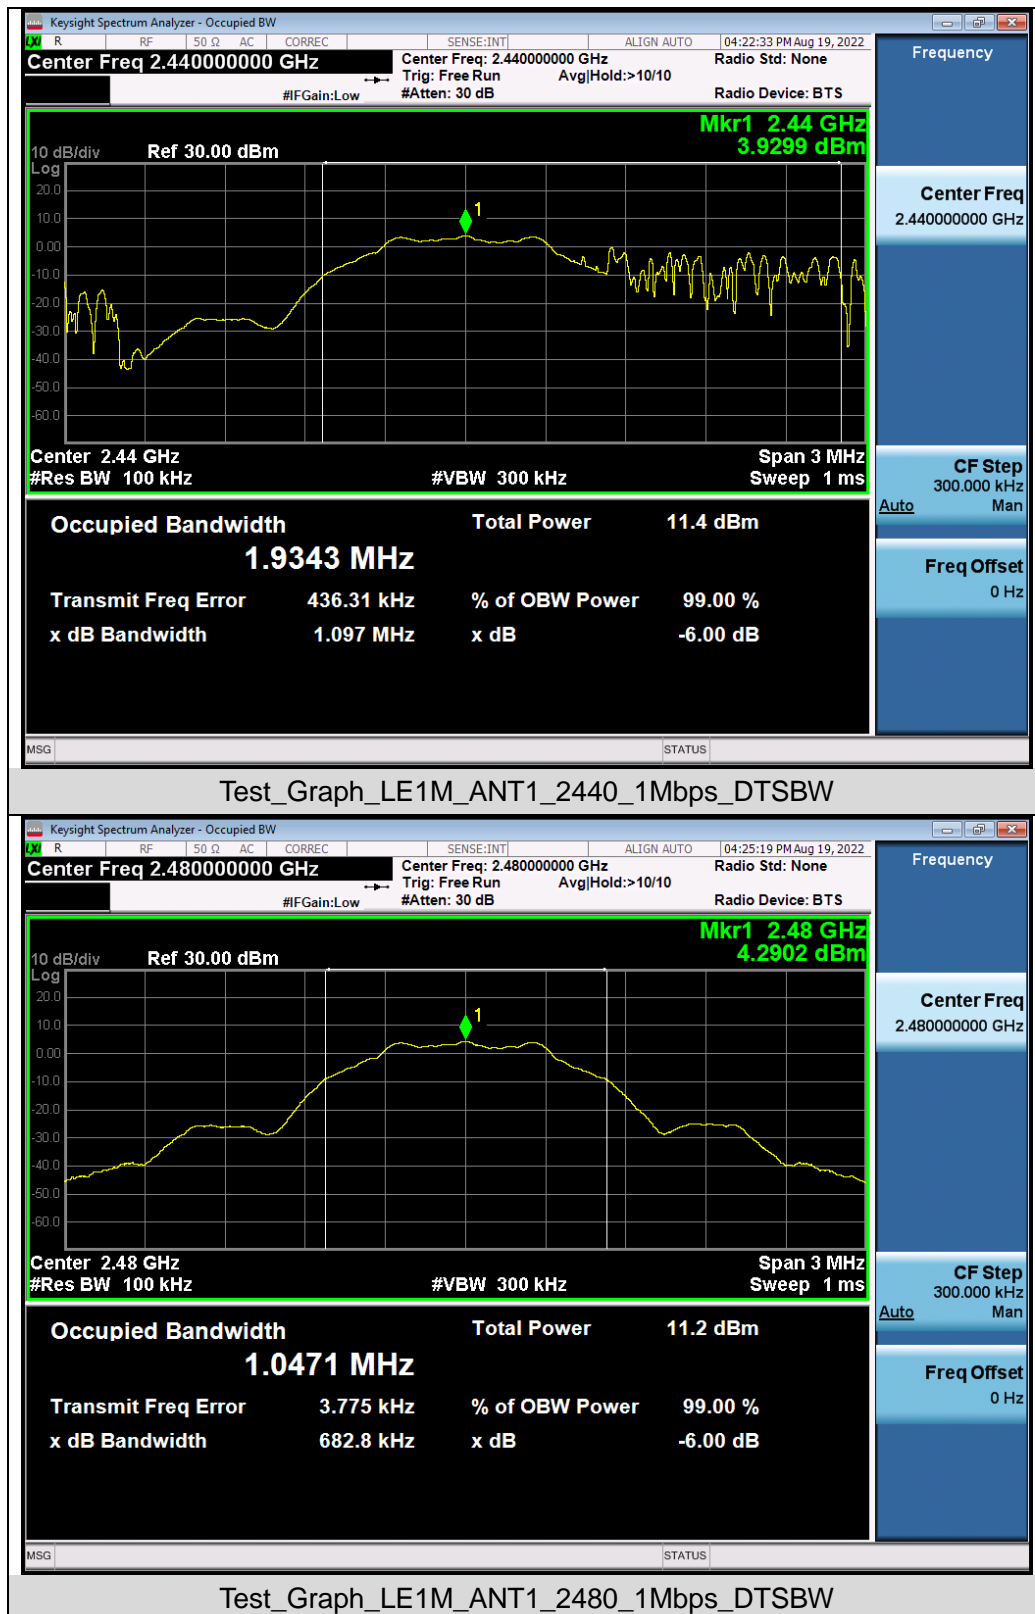 Keysight Spectrum Analyzer - Occupied BW
LXI R RF 50 Ω AC CORREC SENSE:INT ALIGN AUTO 04:22:33 PM Aug 19, 2022
Center Freq 2.440000000 GHz
Center Freq: 2.440000000 GHz
Radio Std: None
Trig: Free Run Avg|Hold:>10/10
#IFGain:Low
#Atten: 30 dB
Radio Device: BTS
Frequency
Mkr1 2.44 GHz
3.9299 dBm
10 dB/div Ref 30.00 dBm
Log
20.0
10.0
0.00
-10.0
-20.0
-30.0
-40.0
-50.0
-60.0
1
Center 2.44 GHz
Span 3 MHz
#Res BW 100 kHz
#VBW 300 kHz
Sweep 1 ms
Center Freq
2.440000000 GHz
CF Step
300.000 kHz
Auto Man
Freq Offset
0 Hz
Occupied Bandwidth
Total Power 11.4 dBm
1.9343 MHz
Transmit Freq Error 436.31 kHz % of OBW Power 99.00 %
x dB Bandwidth 1.097 MHz x dB -6.00 dB
MSG STATUS
Test_Graph_LE1M_ANT1_2440_1Mbps_DTSBW
Keysight Spectrum Analyzer - Occupied BW
LXI R RF 50 Ω AC CORREC SENSE:INT ALIGN AUTO 04:25:19 PM Aug 19, 2022
Center Freq 2.480000000 GHz
Center Freq: 2.480000000 GHz
Radio Std: None
Trig: Free Run Avg|Hold:>10/10
#IFGain:Low
#Atten: 30 dB
Radio Device: BTS
Frequency
Mkr1 2.48 GHz
4.2902 dBm
10 dB/div Ref 30.00 dBm
Log
20.0
10.0
0.00
-10.0
-20.0
-30.0
-40.0
-50.0
-60.0
1
Center 2.48 GHz
Span 3 MHz
#Res BW 100 kHz
#VBW 300 kHz
Sweep 1 ms
Center Freq
2.480000000 GHz
CF Step
300.000 kHz
Auto Man
Freq Offset
0 Hz
Occupied Bandwidth
Total Power 11.2 dBm
1.0471 MHz
Transmit Freq Error 3.775 kHz % of OBW Power 99.00 %
x dB Bandwidth 682.8 kHz x dB -6.00 dB
MSG STATUS
Test_Graph_LE1M_ANT1_2480_1Mbps_DTSBW